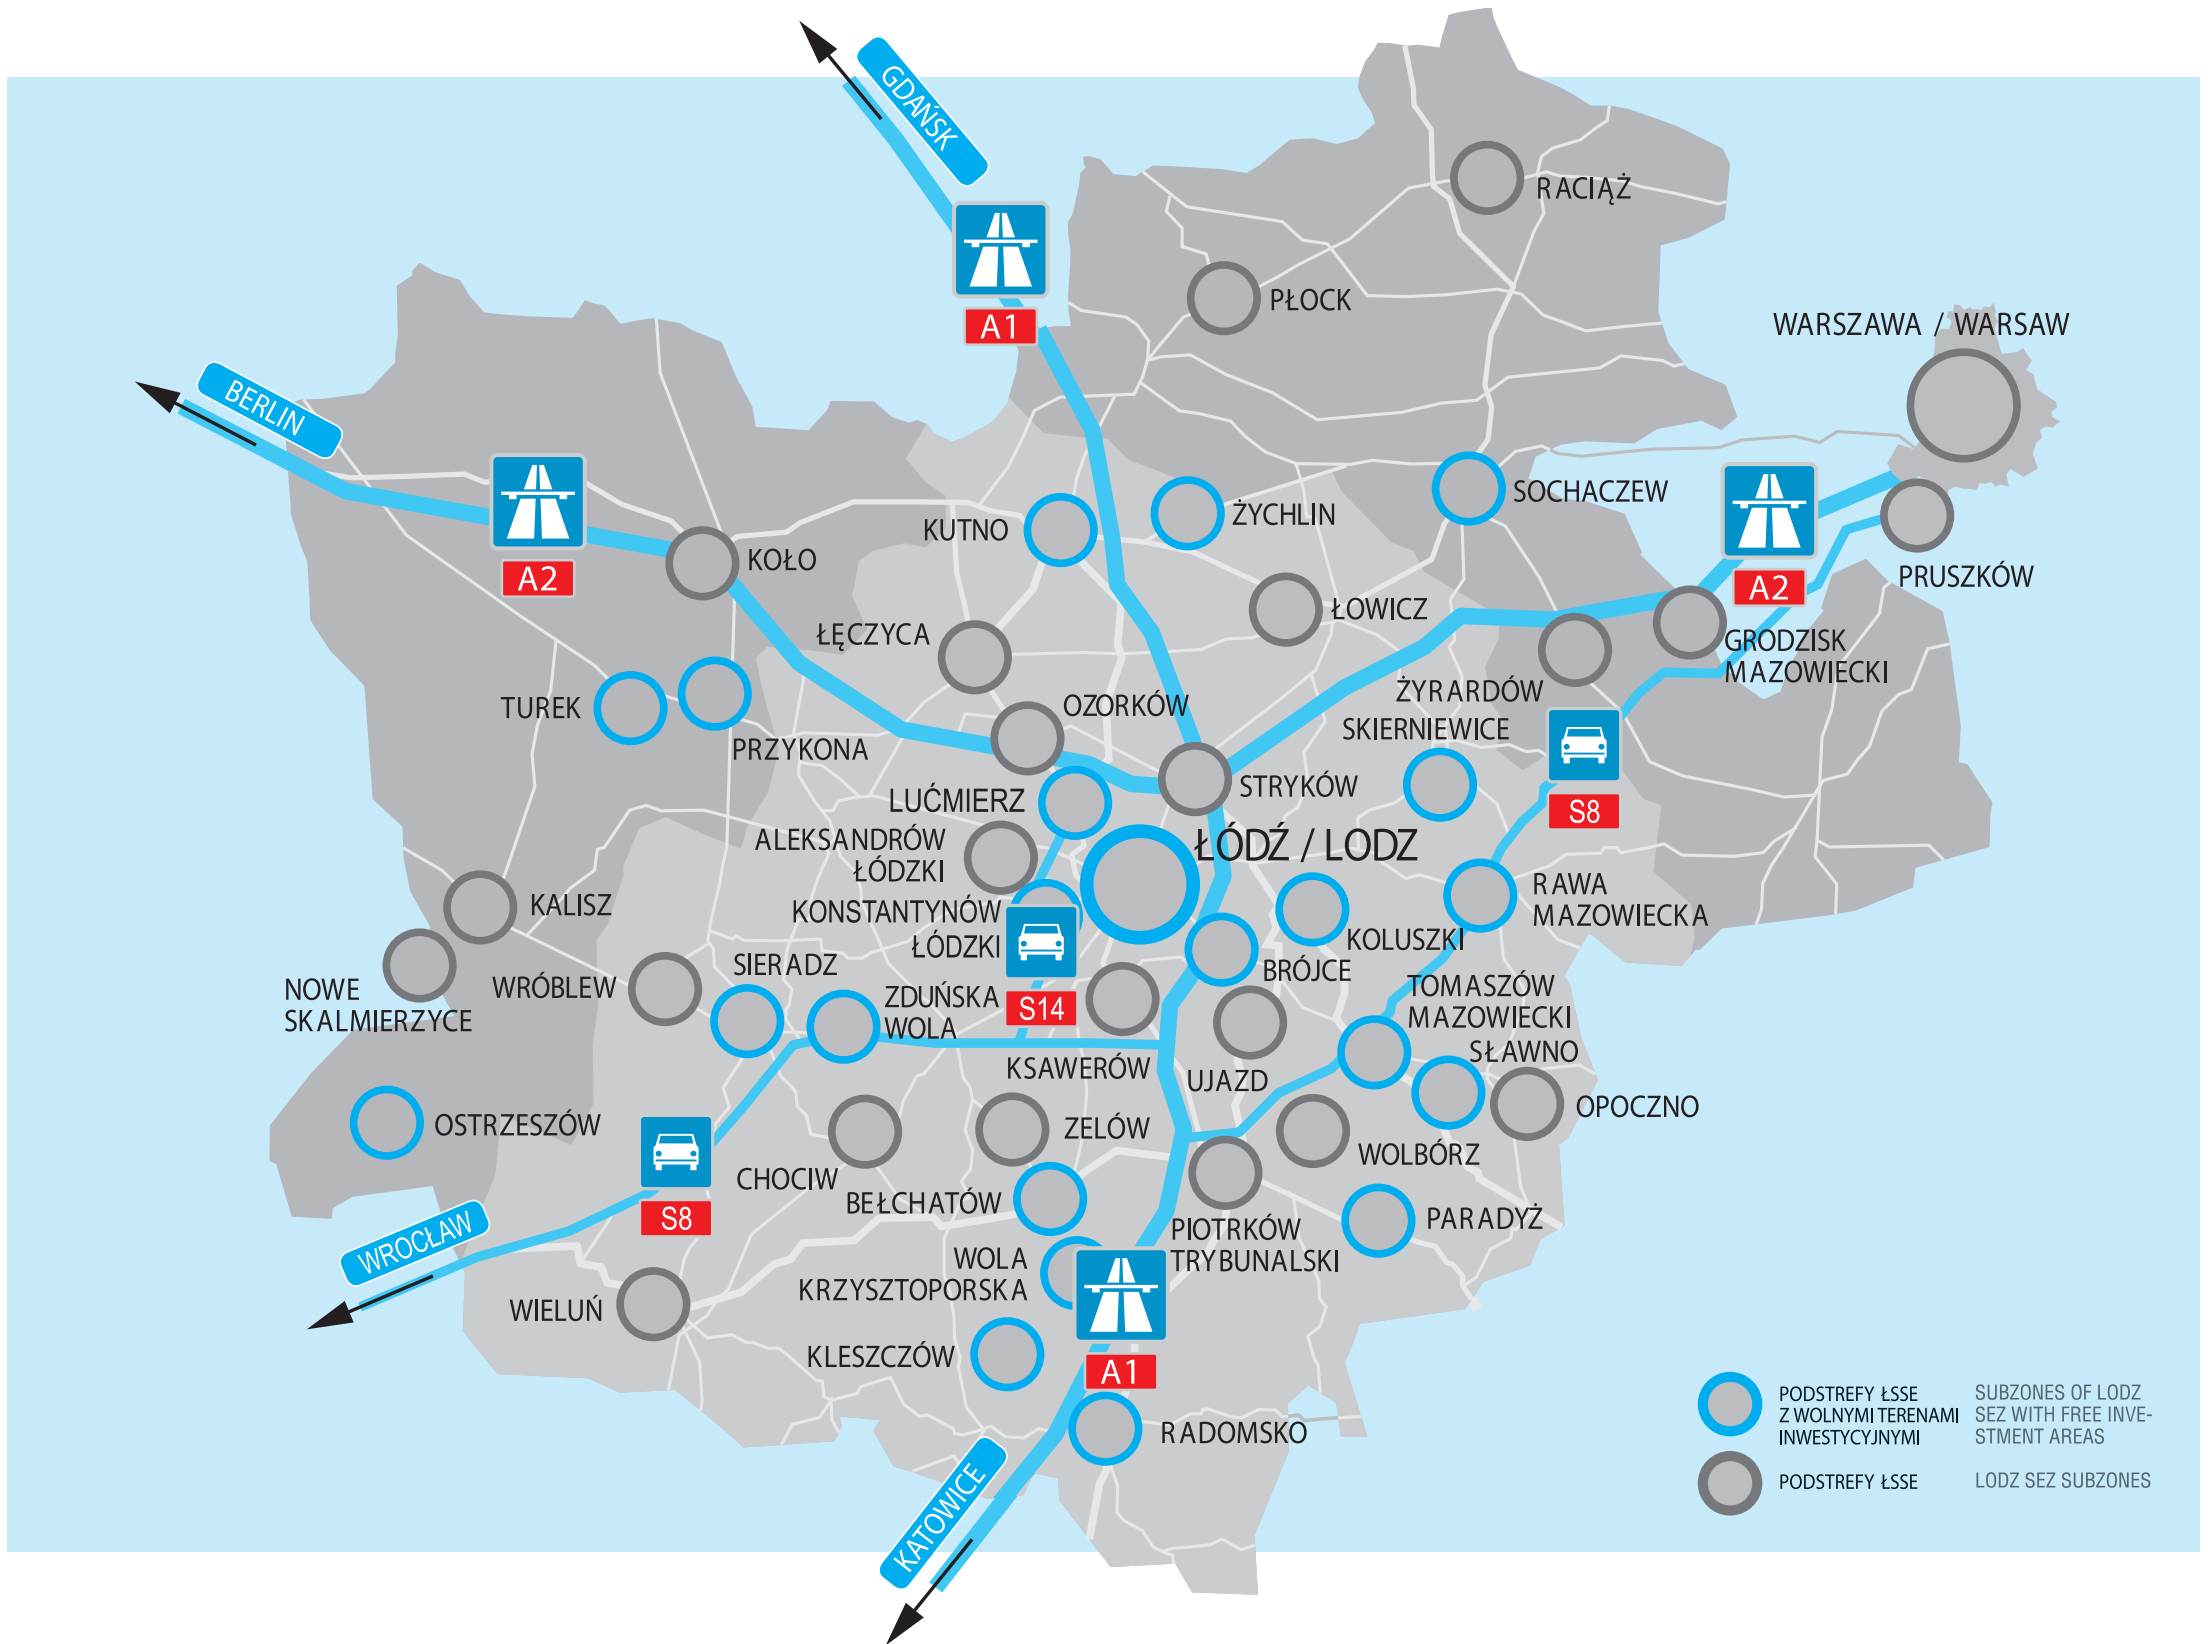 GDAŃSK
A1
RACIĄŻ
PŁOCK
WARSZAWA / WARSAW
BERLIN
A2
KOŁO
KUTNO
ŻYCHLIN
SOCHACZEW
A2
PRUSZKÓW
ŁOWICZ
ŁĘCZYCA
GRODZISK
MAZOWIECKI
TUREK
PRZYKONA
OZORKÓW
ŻYRARDÓW
SKIERNIEWICE
STRYKÓW
S8
LUĆMIERZ
ALEKSANDRÓW
ŁÓDZKI
ŁÓDŹ / LODZ
KALISZ
KONSTANTYNÓW
ŁÓDZKI
KOLUSZKI
RAWA
MAZOWIECKA
NOWE
SKALMIERZYCE
WRÓBLEW
SIERADZ
ZDUŃSKA
WOLA
S14
BRÓJCE
TOMASZÓW
MAZOWIECKI
SŁAWNO
KSAWERÓW
UJAZD
OPOCZNO
OSTRZESZÓW
ZELÓW
WOLBÓRZ
CHOCIW
BEŁCHATÓW
S8
WROCŁAW
PIOTRKÓW
TRYBUNALSKI
PARADYŻ
WOLA
KRZYSZTOPORSKA
WIELUŃ
KLESZCZÓW
A1
RADOMSKO
KATOWICE
PODSTREFY ŁSSE
Z WOLNYMI TERENAMI
INWESTYCYJNYMI
SUBZONES OF LODZ
SEZ WITH FREE INVE-
STMENT AREAS
PODSTREFY ŁSSE
LODZ SEZ SUBZONES